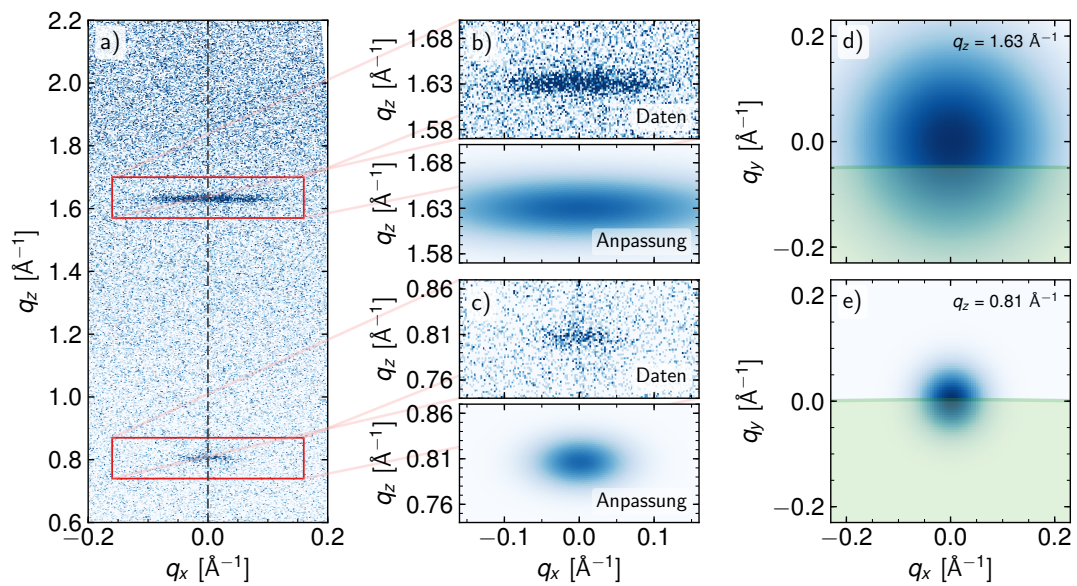 a)
2.2
2.0
1.8
1.6
1.4
1.2
1.0
0.8
0.6
q_z [Å⁻¹]
−0.2
0.0
0.2
q_x [Å⁻¹]
b)
1.68
1.63
1.58
q_z [Å⁻¹]
Daten
1.68
1.63
1.58
q_z [Å⁻¹]
Anpassung
c)
0.86
0.81
0.76
q_z [Å⁻¹]
Daten
0.86
0.81
0.76
q_z [Å⁻¹]
Anpassung
−0.1
0.0
0.1
q_x [Å⁻¹]
d)
q_z = 1.63 Å⁻¹
0.2
0.0
−0.2
q_y [Å⁻¹]
e)
q_z = 0.81 Å⁻¹
0.2
0.0
−0.2
q_y [Å⁻¹]
−0.2
0.0
0.2
q_x [Å⁻¹]